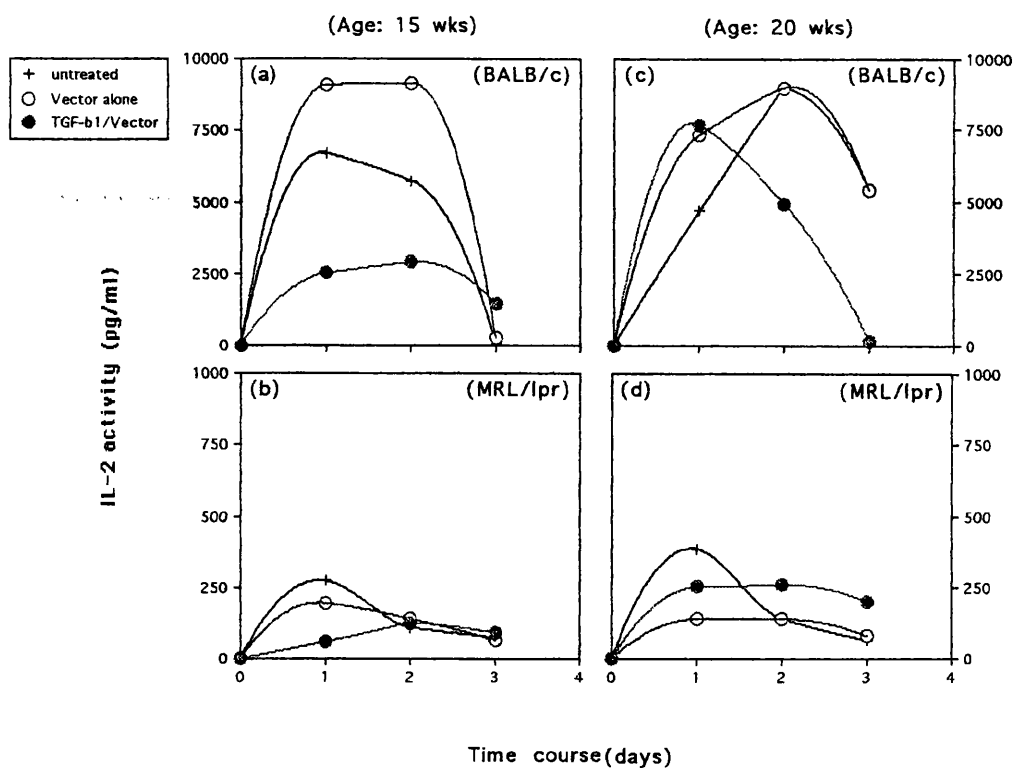 (Age: 15 wks)
(Age: 20 wks)
untreated
Vector alone
TGF-b1/Vector
(a)
(BALB/c)
10000
7500
5000
2500
0
(c)
(BALB/c)
10000
7500
5000
2500
0
IL-2 activity (pg/ml)
(b)
(MRL/lpr)
1000
750
500
250
0
0 1 2 3 4
(d)
(MRL/lpr)
1000
750
500
250
0
0 1 2 3 4
Time course(days)